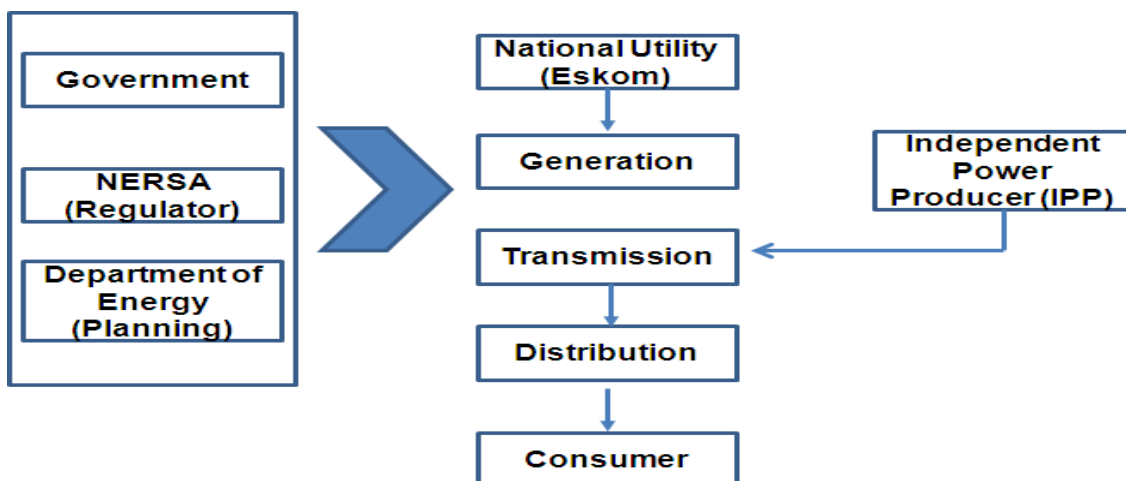 Government
NERSA
(Regulator)
Department of
Energy
(Planning)
National Utility
(Eskom)
Generation
Transmission
Distribution
Consumer
Independent
Power
Producer (IPP)